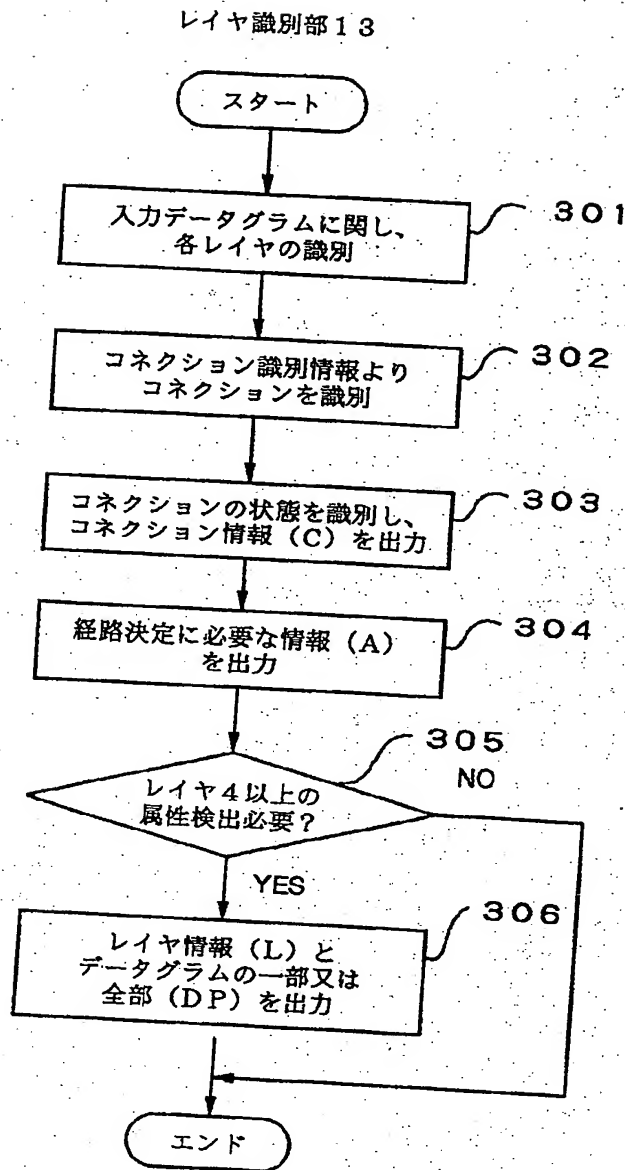 レイヤ識別部13
スタート
入力データグラムに関し、
各レイヤの識別
301
コネクション識別情報より
コネクションを識別
302
コネクションの状態を識別し、
コネクション情報(C)を出力
303
経路決定に必要な情報(A)
を出力
304
305
レイヤ4以上の
属性検出必要?
NO
YES
レイヤ情報(L)と
データグラムの一部又は
全部(DP)を出力
306
エンド